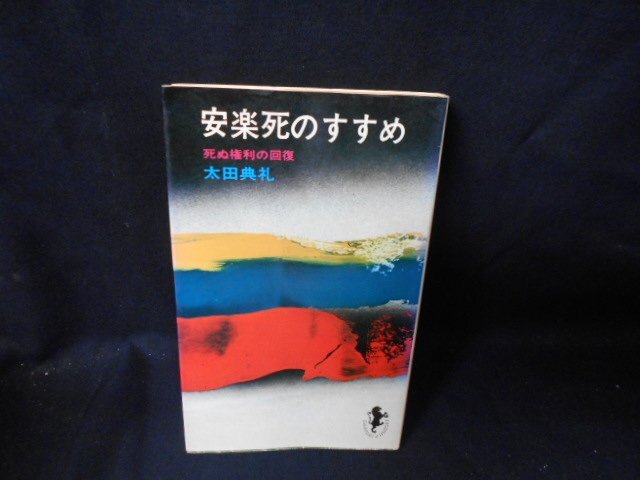 安楽死のすすめ
死ぬ権利の回復
太田典礼